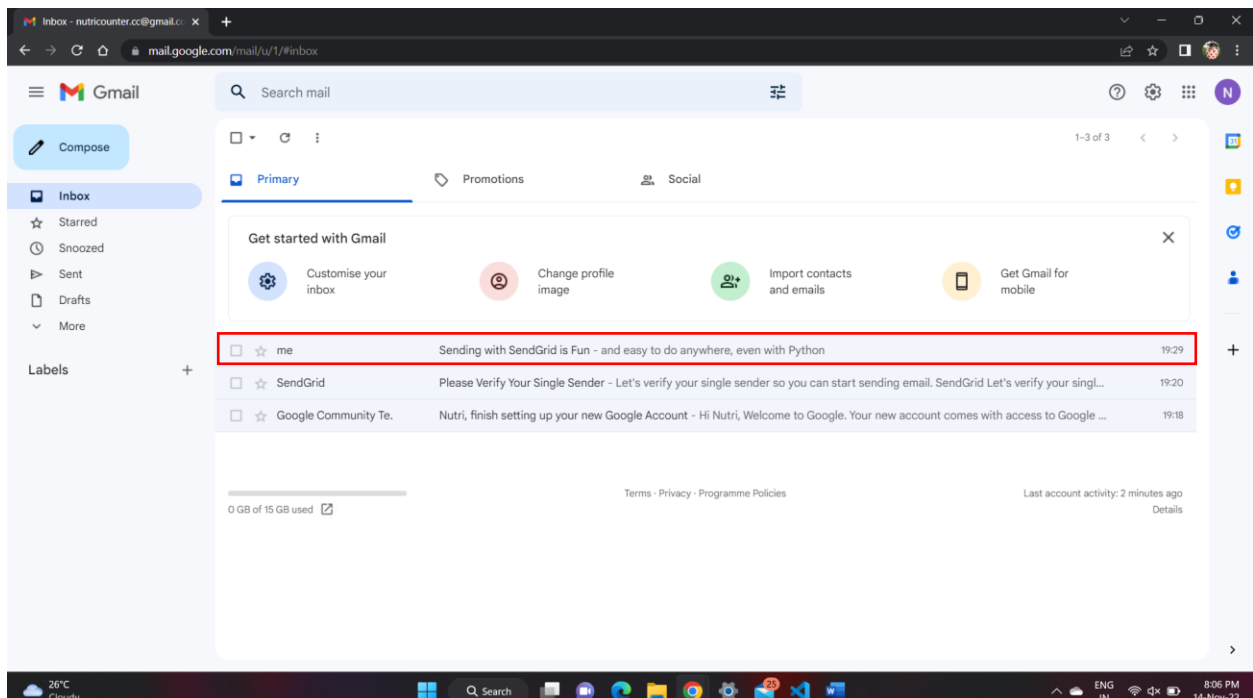 Inbox - nutricounter.cc@gmail.c
mail.google.com/mail/u/1/#inbox
Gmail
Search mail
N
Compose
1–3 of 3
31
Primary
Promotions
Social
Inbox
Starred
Snoozed
Sent
Drafts
More
Labels
Get started with Gmail
Customise your
inbox
Change profile
image
Import contacts
and emails
Get Gmail for
mobile
me Sending with SendGrid is Fun - and easy to do anywhere, even with Python 19:29
SendGrid Please Verify Your Single Sender - Let's verify your single sender so you can start sending email. SendGrid Let's verify your singl... 19:20
Google Community Te. Nutri, finish setting up your new Google Account - Hi Nutri, Welcome to Google. Your new account comes with access to Google ... 19:18
0 GB of 15 GB used
Terms · Privacy · Programme Policies
Last account activity: 2 minutes ago
Details
26°C
Cloudy
Search
25
ENG
IN
8:06 PM
14-Nov-22